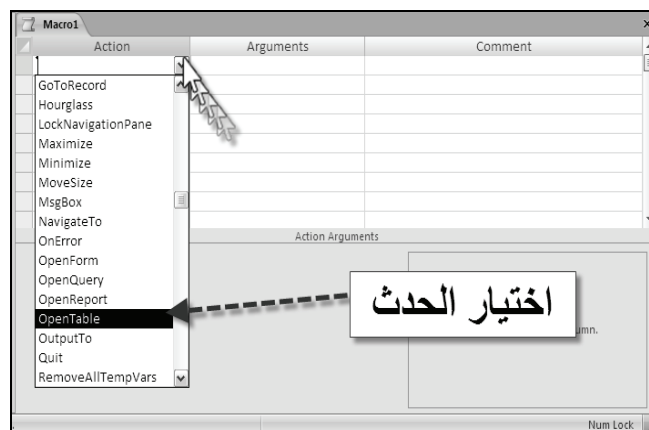 Macro1
Action Arguments Comment
GoToRecord
Hourglass
LockNavigationPane
Maximize
Minimize
MoveSize
MsgBox
NavigateTo
OnError
Action Arguments
OpenForm
OpenQuery
OpenReport
OpenTable
اختيار الحدث
umn.
OutputTo
Quit
RemoveAllTempVars
Num Lock